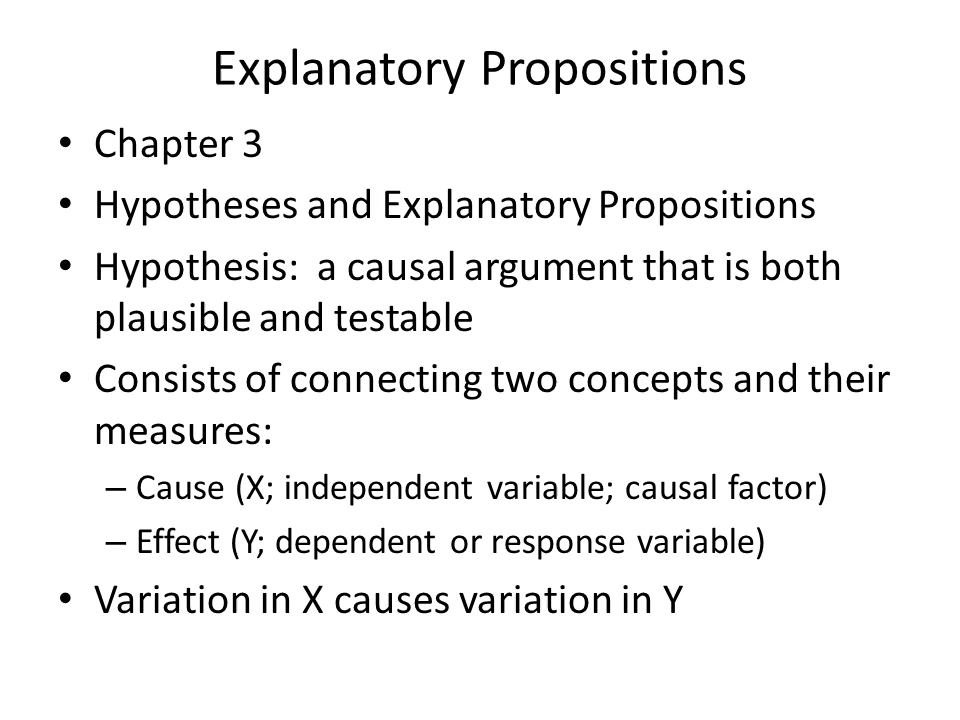 Explanatory Propositions
• Chapter 3
• Hypotheses and Explanatory Propositions
• Hypothesis:  a causal argument that is both
plausible and testable
• Consists of connecting two concepts and their
measures:
– Cause (X; independent variable; causal factor)
– Effect (Y; dependent or response variable)
• Variation in X causes variation in Y